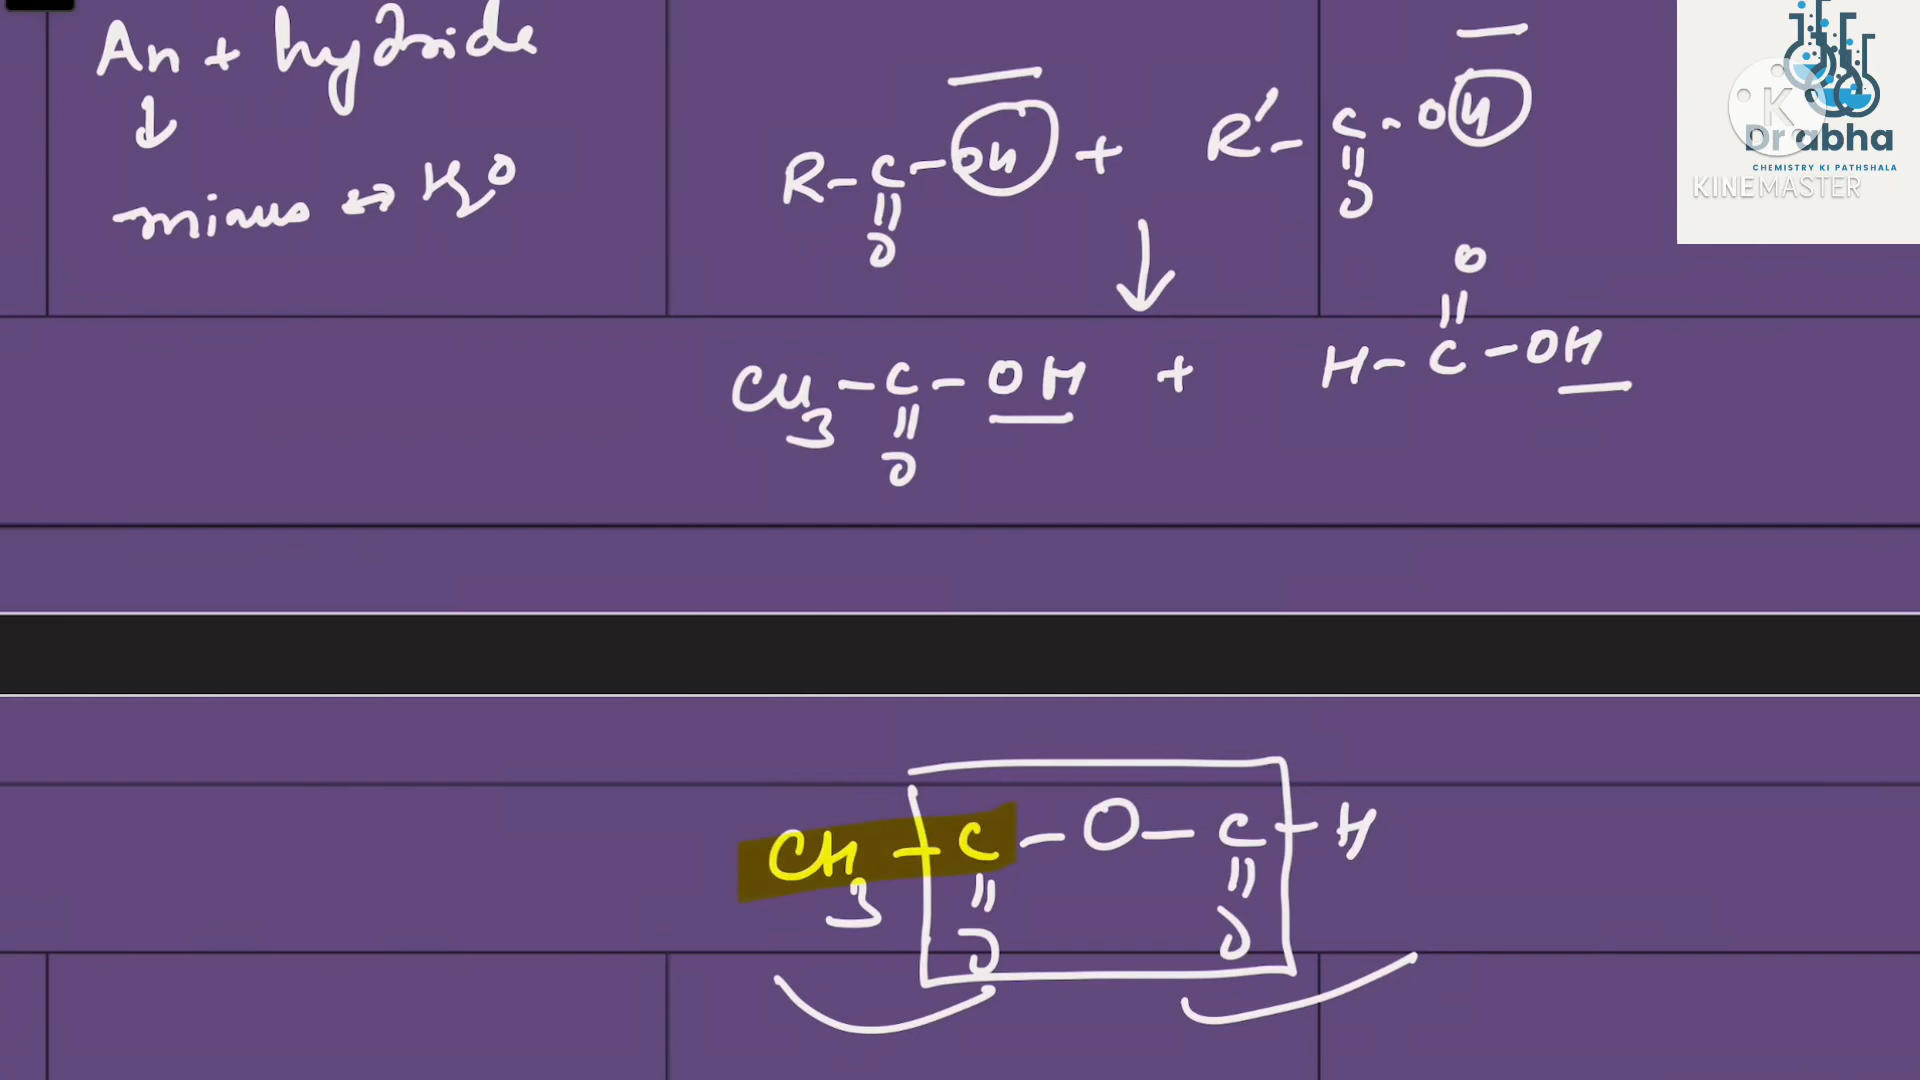 An + hydride
↓
minus ↔ H2O
R-C-OH + R'-C-OH
||
O
||
O
↓
CH3-C-OH + H-C-OH
||
O
||
O
CH3-C-O-C-H
||
O
||
O
Dr abha
CHEMISTRY KI PATHSHALA
K
KINEMASTER